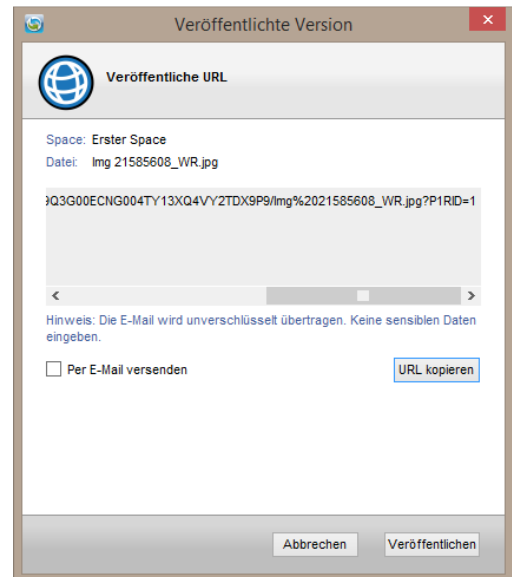 Veröffentlichte Version
Veröffentliche URL
Space: Erster Space
Datei: Img 21585608_WR.jpg
9Q3G00ECNG004TY13XQ4VY2TDX9P9/Img%2021585608_WR.jpg?P1RID=1
Hinweis: Die E-Mail wird unverschlüsselt übertragen. Keine sensiblen Daten
eingeben.
Per E-Mail versenden
URL kopieren
Abbrechen
Veröffentlichen